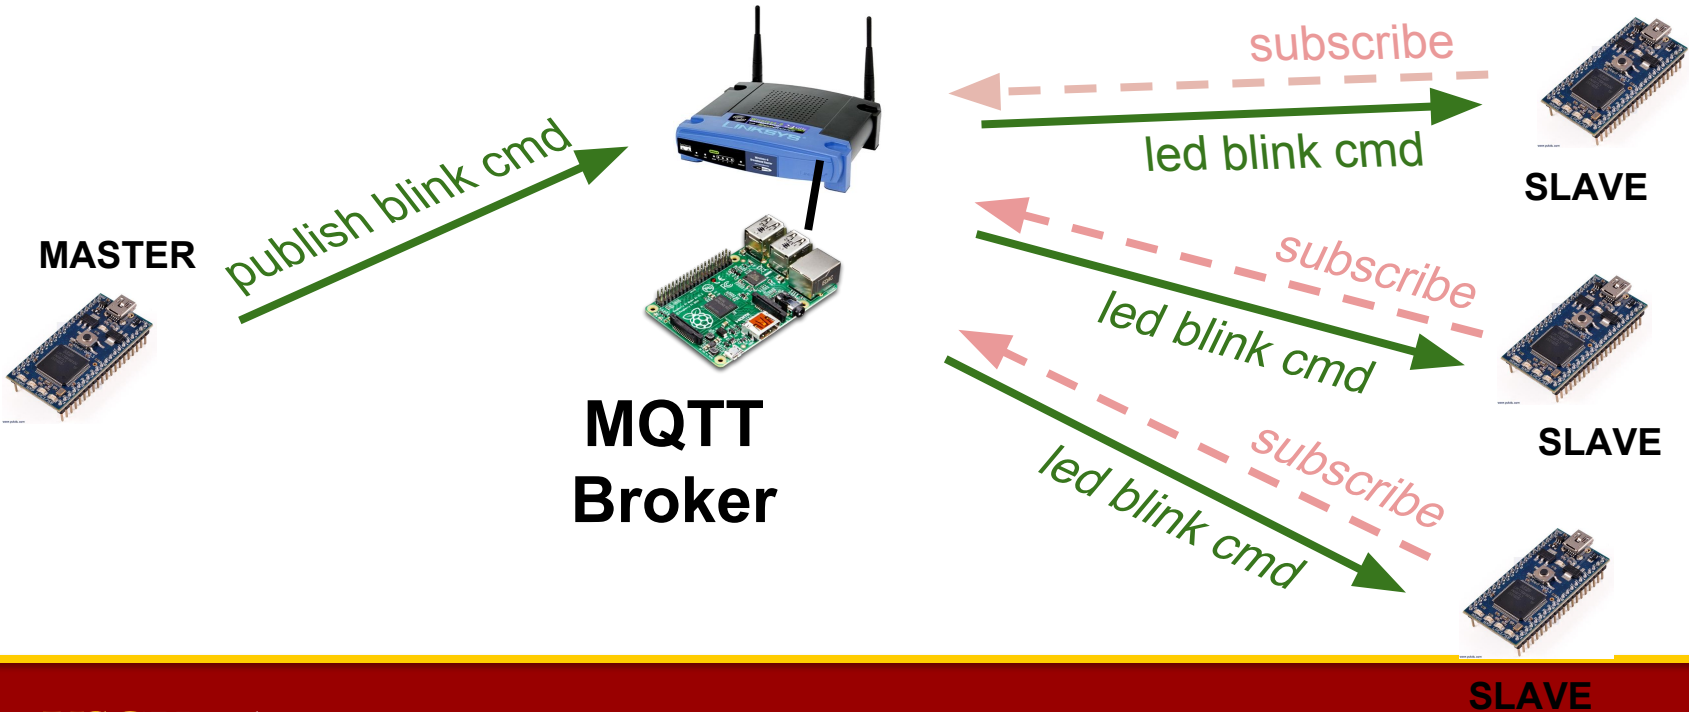 subscribe
LINKSYS
led blink cmd
publish blink cmd
SLAVE
MASTER
subscribe
led blink cmd
MQTT
Broker
SLAVE
subscribe
led blink cmd
SLAVE